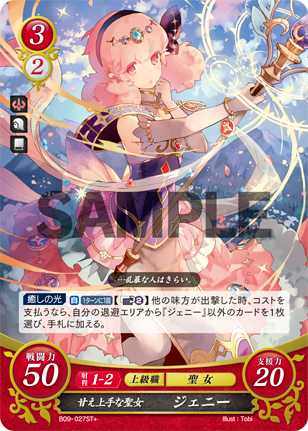 3
2
SAMPLE
…乱暴な人はきらい。
癒しの光 自 1ターンに1回 【 2】他の味方が出撃した時、コストを
支払うなら、自分の退避エリアから『ジェニー』以外のカードを1枚
選び、手札に加える。
戦闘力 50 射程 1-2 上級職 聖女 支援力 20
甘え上手な聖女 ジェニー
B09-027ST+ Illust:Tobi